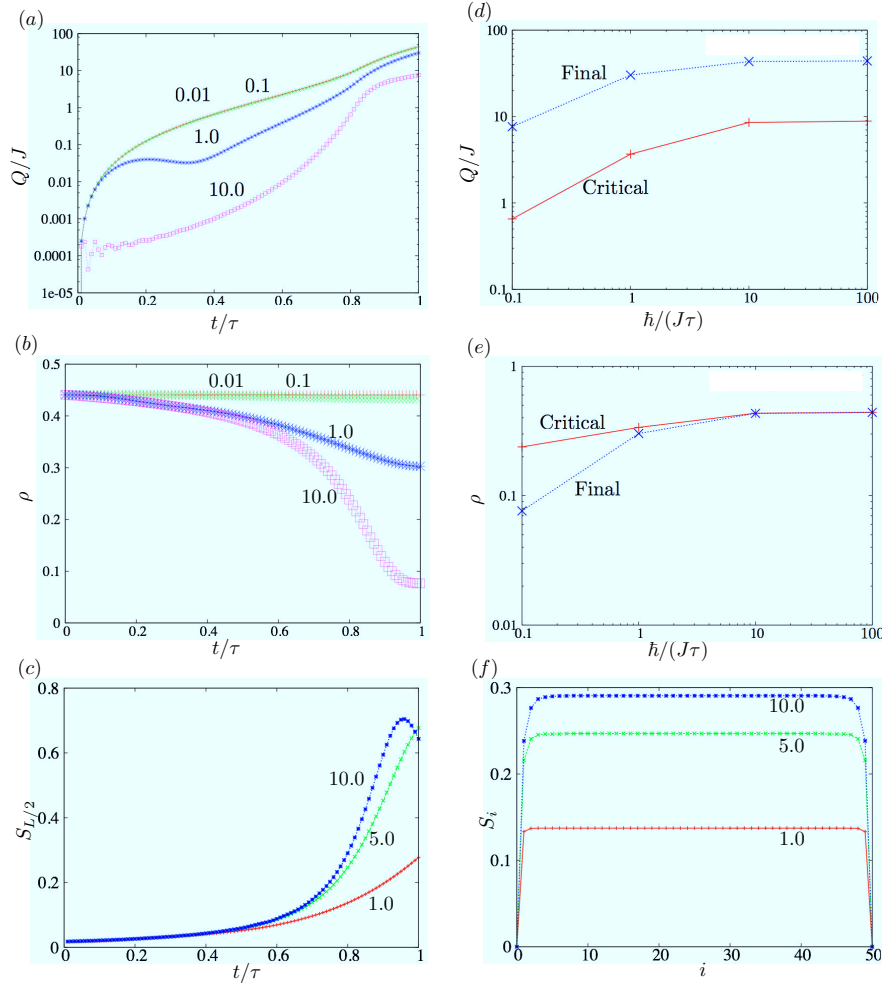 (a)
100
10
1
0.1
0.01
0.001
0.0001
1e-05
Q/J
0.01
0.1
1.0
10.0
0 0.2 0.4 0.6 0.8 1
t/τ
(d)
100
10
1
0.1
Q/J
Final
Critical
0.1 1 10 100
ħ/(Jτ)
(b)
0.5
0.4
0.3
0.2
0.1
0
ρ
0.01 0.1
1.0
10.0
0 0.2 0.4 0.6 0.8 1
t/τ
(e)
1
0.1
0.01
ρ
Critical
Final
0.1 1 10 100
ħ/(Jτ)
(c)
0.8
0.6
0.4
0.2
0
S_{L/2}
10.0
5.0
1.0
0 0.2 0.4 0.6 0.8 1
t/τ
(f)
0.3
0.2
0.1
0
S_i
10.0
5.0
1.0
0 10 20 30 40 50
i